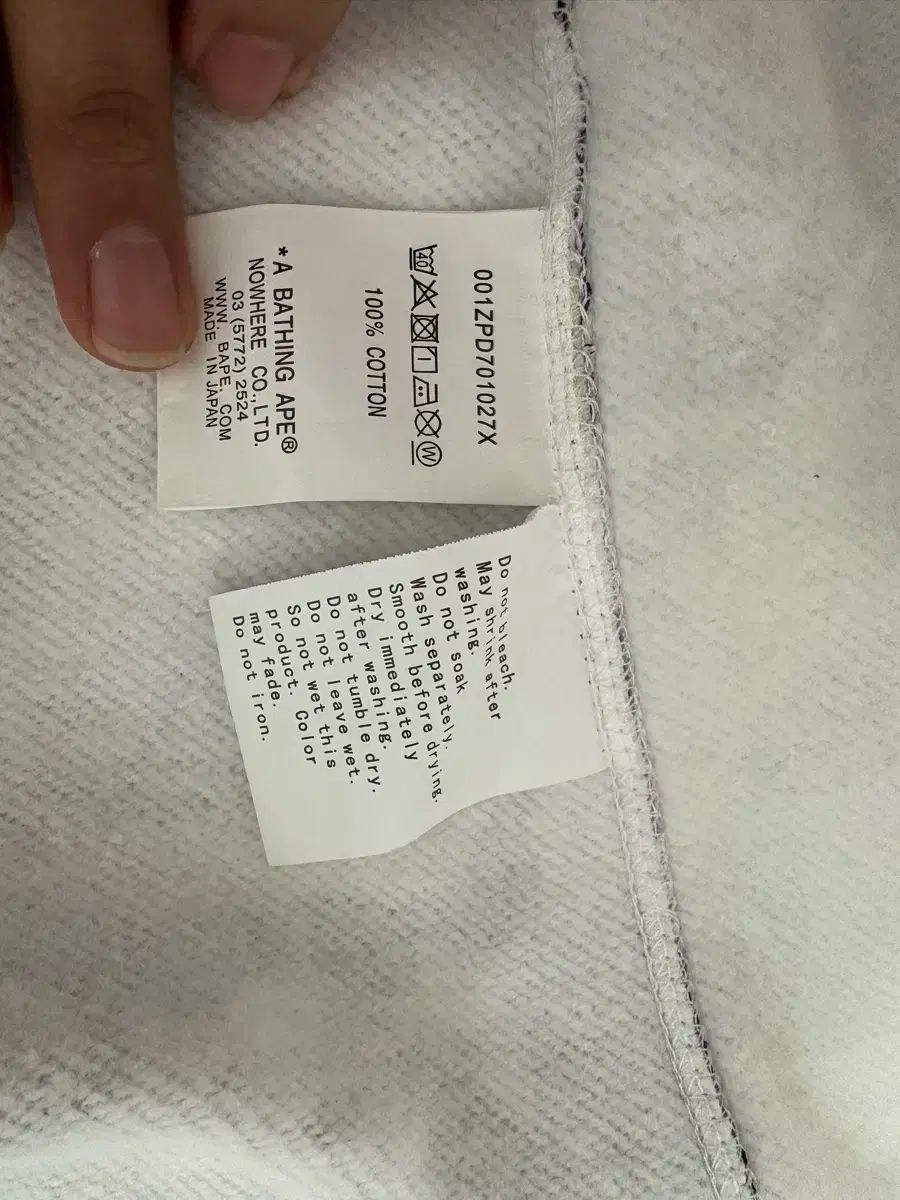 001ZPD701027X
40 W
100% COTTON
*A BATHING APE®
NOWHERE CO.,LTD.
03 (5772) 2524
WWW. BAPE. COM
MADE IN JAPAN
Do not bleach.
May shrink after
washing.
Do not soak
Wash separately.
Smooth before drying.
Dry immediately
after washing.
Do not tumble dry.
Do not leave wet.
So not wet this
product. Color
may fade.
Do not iron.